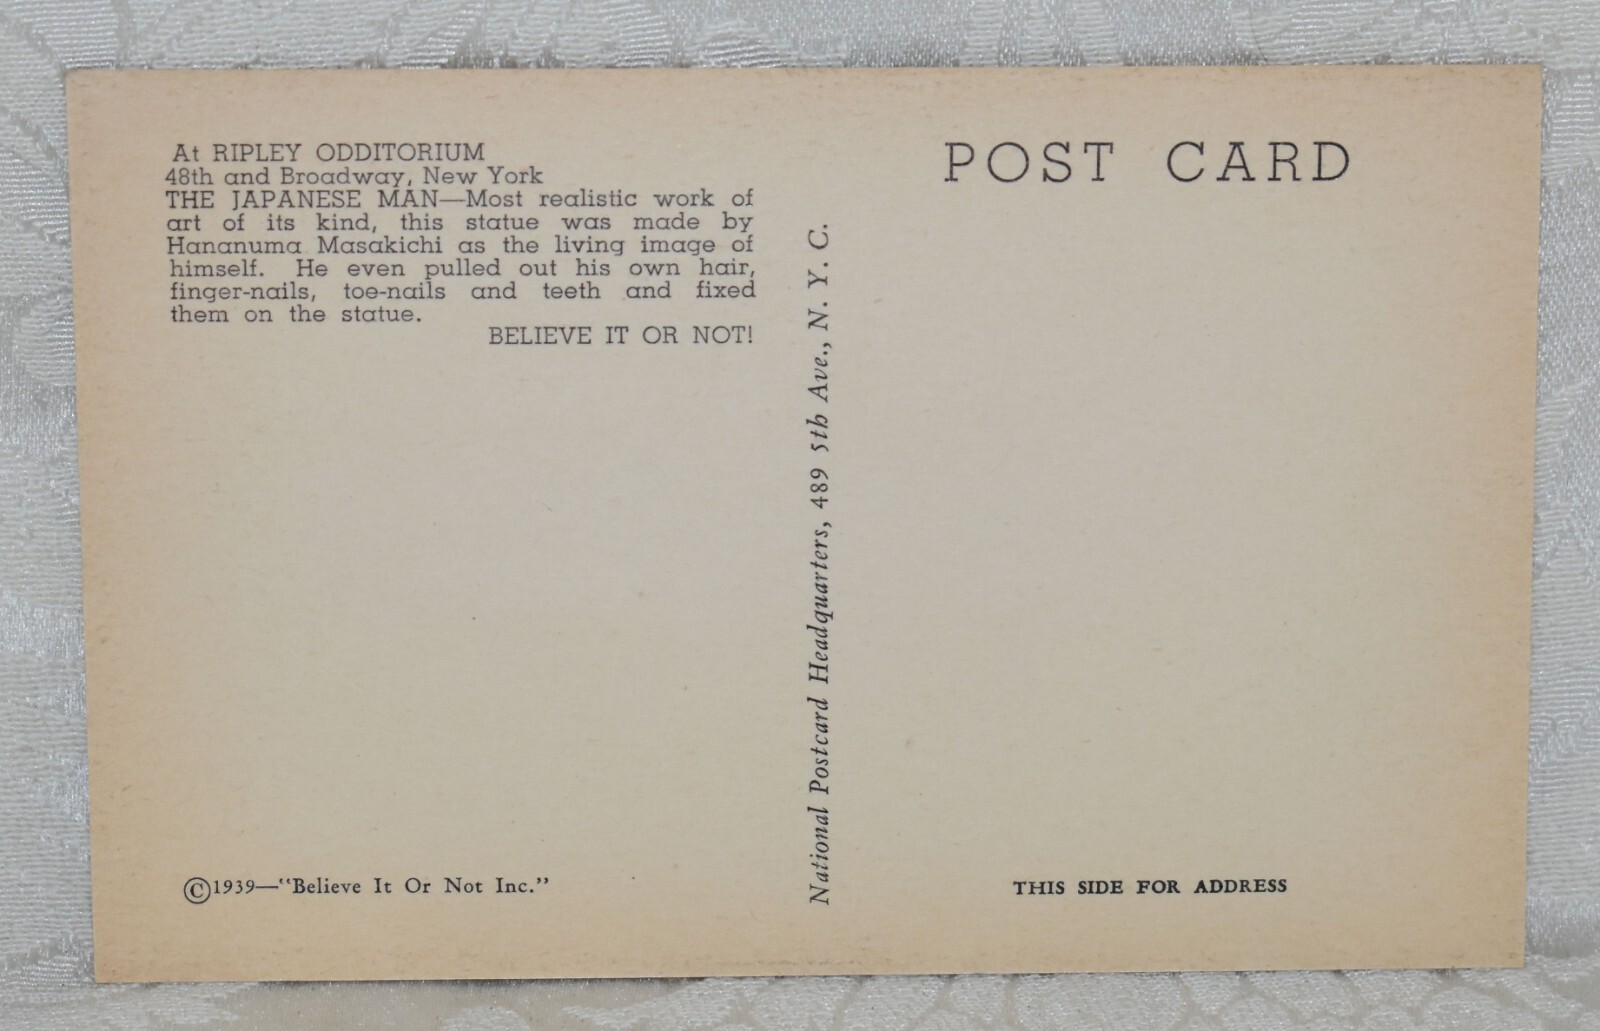 At RIPLEY ODDITORIUM
48th and Broadway, New York
THE JAPANESE MAN—Most realistic work of
art of its kind, this statue was made by
Hananuma Masakichi as the living image of
himself. He even pulled out his own hair,
finger-nails, toe-nails and teeth and fixed
them on the statue.
BELIEVE IT OR NOT!
©1939—"Believe It Or Not Inc."
National Postcard Headquarters, 489 5th Ave., N. Y. C.
POST CARD
THIS SIDE FOR ADDRESS